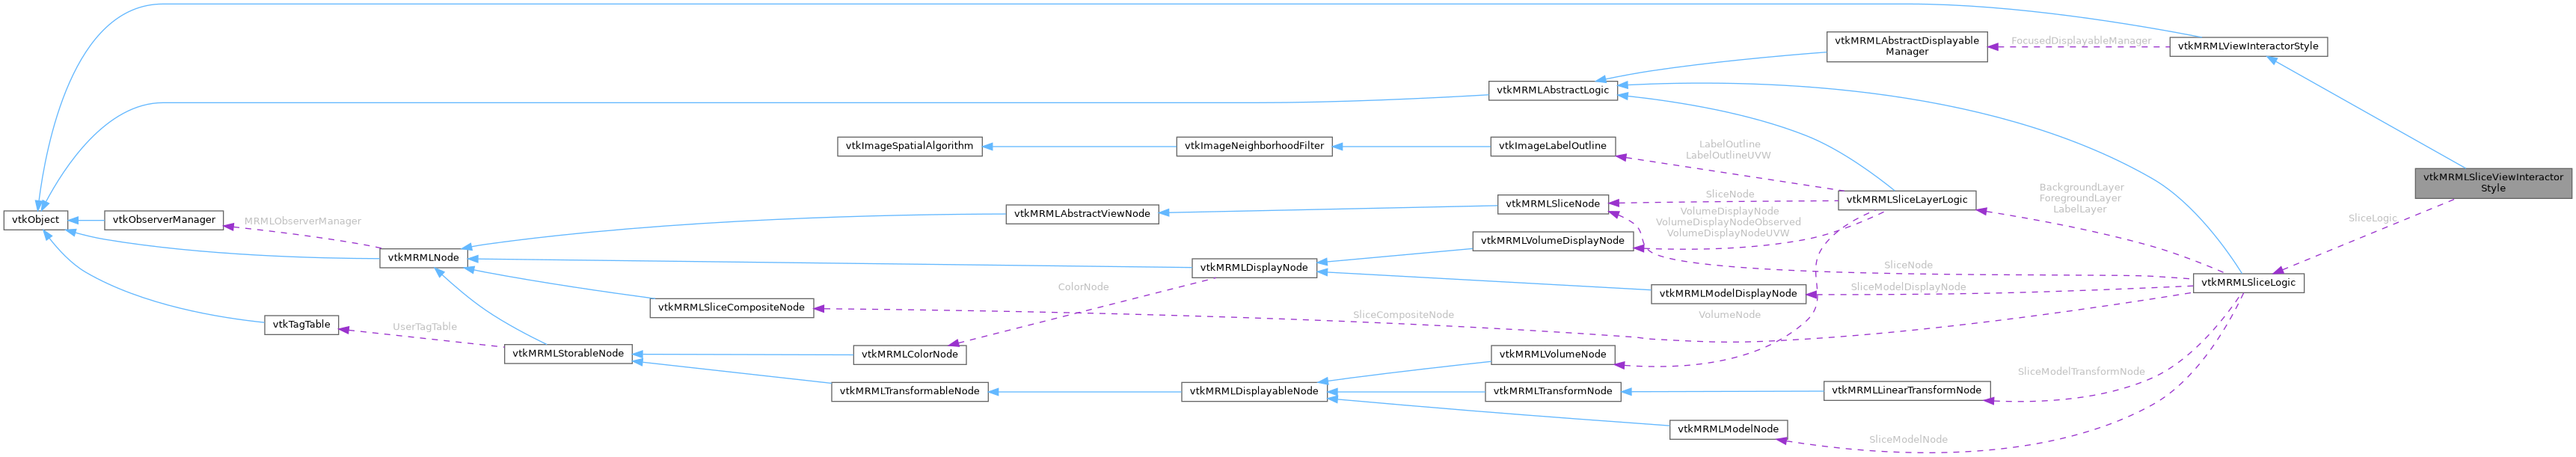 vtkMRMLAbstractDisplayable
Manager
FocusedDisplayableManager
vtkMRMLViewInteractorStyle
vtkMRMLAbstractLogic
vtkImageSpatialAlgorithm
vtkImageNeighborhoodFilter
vtkImageLabelOutline
LabelOutline
LabelOutlineUVW
vtkMRMLSliceViewInteractor
Style
BackgroundLayer
ForegroundLayer
LabelLayer
SliceNode
vtkMRMLSliceLayerLogic
vtkMRMLSliceNode
vtkMRMLAbstractViewNode
VolumeDisplayNode
VolumeDisplayNodeObserved
VolumeDisplayNodeUVW
SliceLogic
vtkObject
vtkObserverManager
MRMLObserverManager
vtkMRMLVolumeDisplayNode
vtkMRMLNode
vtkMRMLDisplayNode
SliceNode
vtkMRMLSliceLogic
ColorNode
vtkMRMLModelDisplayNode
SliceModelDisplayNode
vtkMRMLSliceCompositeNode
SliceCompositeNode
VolumeNode
vtkTagTable
UserTagTable
vtkMRMLStorableNode
vtkMRMLColorNode
vtkMRMLVolumeNode
SliceModelTransformNode
vtkMRMLTransformableNode
vtkMRMLDisplayableNode
vtkMRMLTransformNode
vtkMRMLLinearTransformNode
vtkMRMLModelNode
SliceModelNode